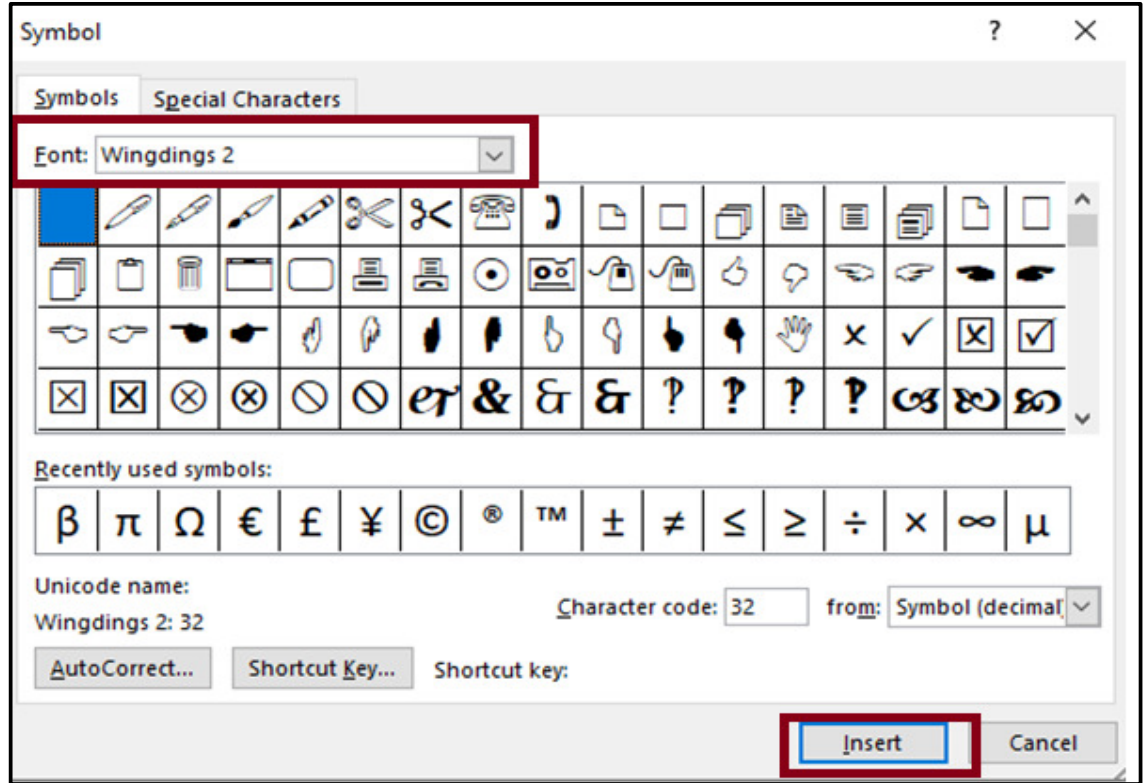 Symbol ? ×
Symbols Special Characters
Font: Wingdings 2
β π Ω € £ ¥ © ® ™ ± ≠ ≤ ≥ ÷ × ∞ µ
Recently used symbols:
Unicode name:
Wingdings 2: 32
Character code: 32 from: Symbol (decimal
AutoCorrect... Shortcut Key... Shortcut key:
Insert Cancel